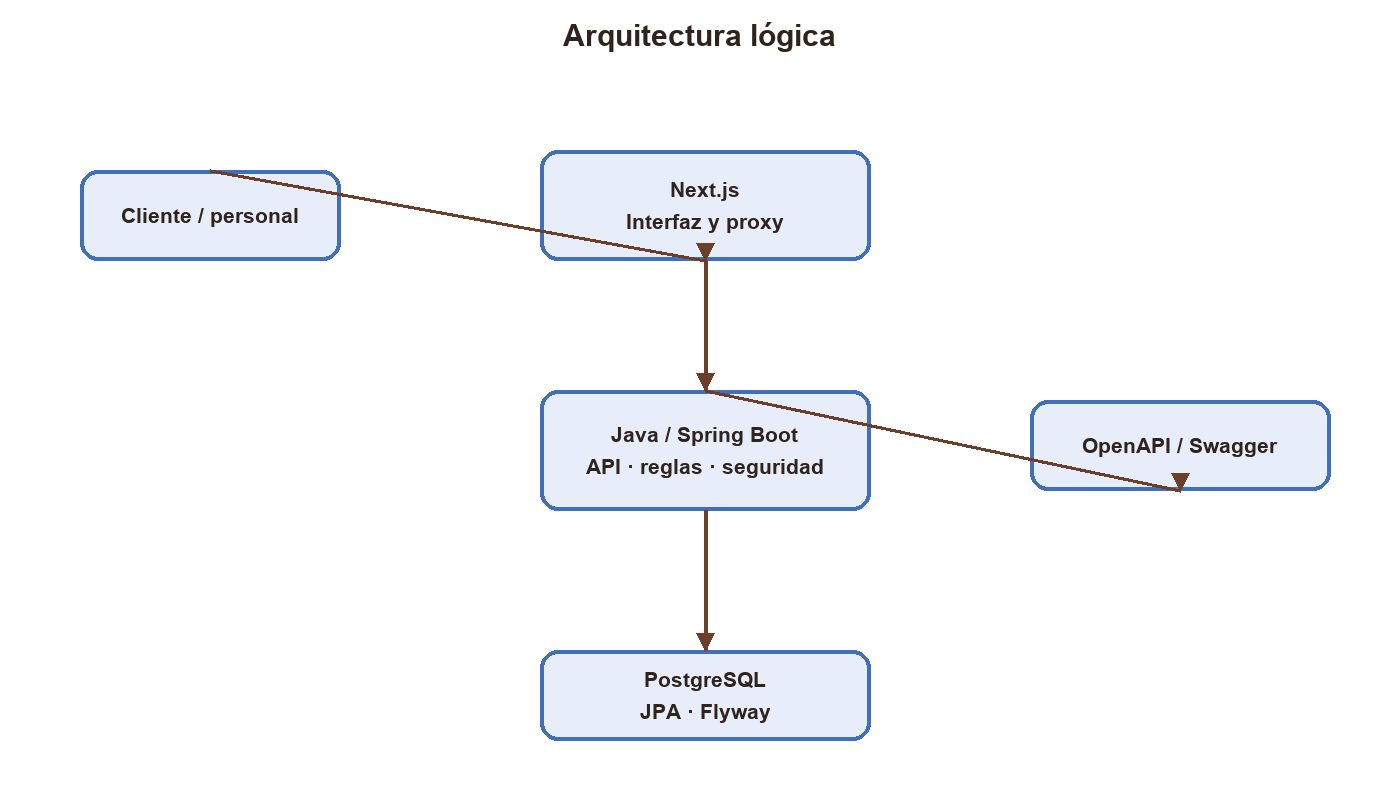 Arquitectura lógica
Cliente / personal
Next.js
Interfaz y proxy
Java / Spring Boot
API · reglas · seguridad
OpenAPI / Swagger
PostgreSQL
JPA · Flyway